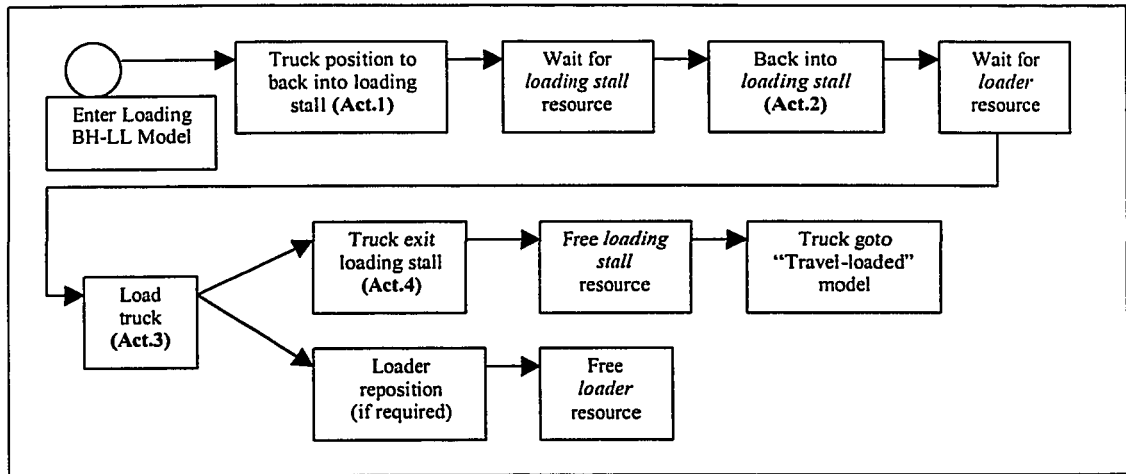 Enter Loading
BH-LL Model
Truck position to
back into loading
stall (Act.1)
Wait for
loading stall
resource
Back into
loading stall
(Act.2)
Wait for
loader
resource
Load
truck
(Act.3)
Truck exit
loading stall
(Act.4)
Free loading
stall
resource
Truck goto
“Travel-loaded”
model
Loader
reposition
(if required)
Free
loader
resource